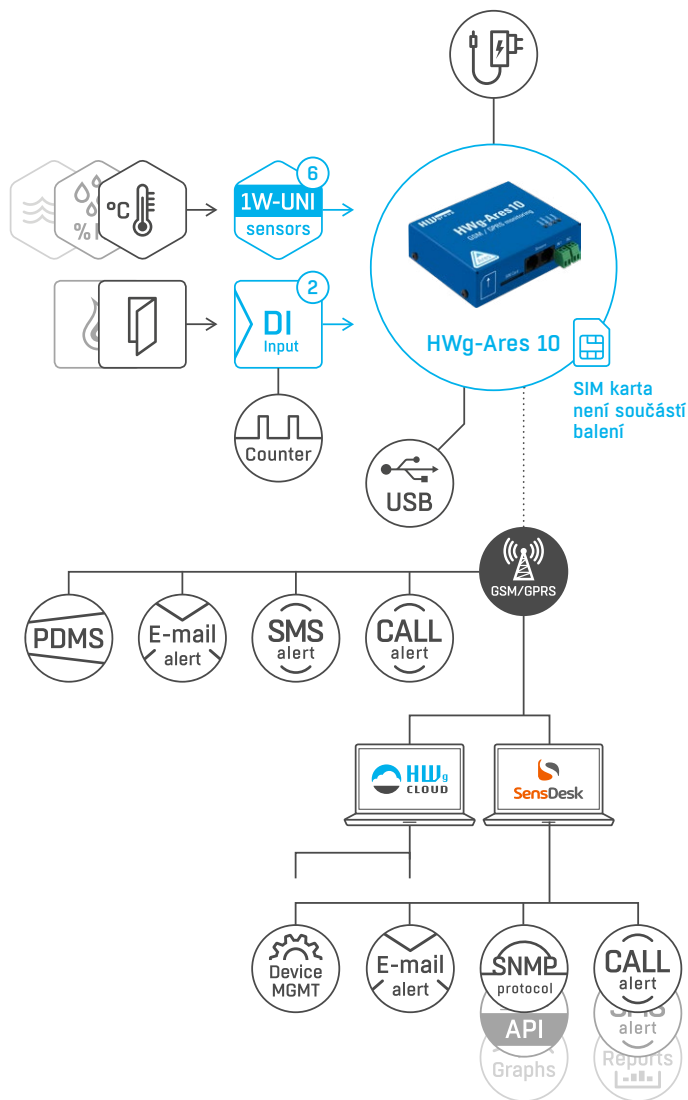 °C
%
6
1W-UNI
sensors
2
DI
Input
Counter
HWg-Ares 10
GSM / GPRS monitoring
HWg-Ares 10
SIM karta
není součástí
balení
USB
GSM/GPRS
PDMS
E-mail
alert
SMS
alert
CALL
alert
HWg
CLOUD
SensDesk
Device
MGMT
E-mail
alert
SNMP
protocol
API
Graphs
CALL
alert
SMS
alert
Reports